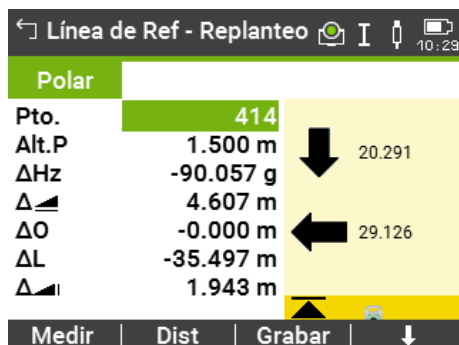 Línea de Ref - Replanteo 10:29
Polar
Pto. 414
Alt.P 1.500 m
ΔHz -90.057 g
Δ 4.607 m
ΔO -0.000 m
ΔL -35.497 m
Δ 1.943 m
20.291
29.126
Medir | Dist | Grabar |